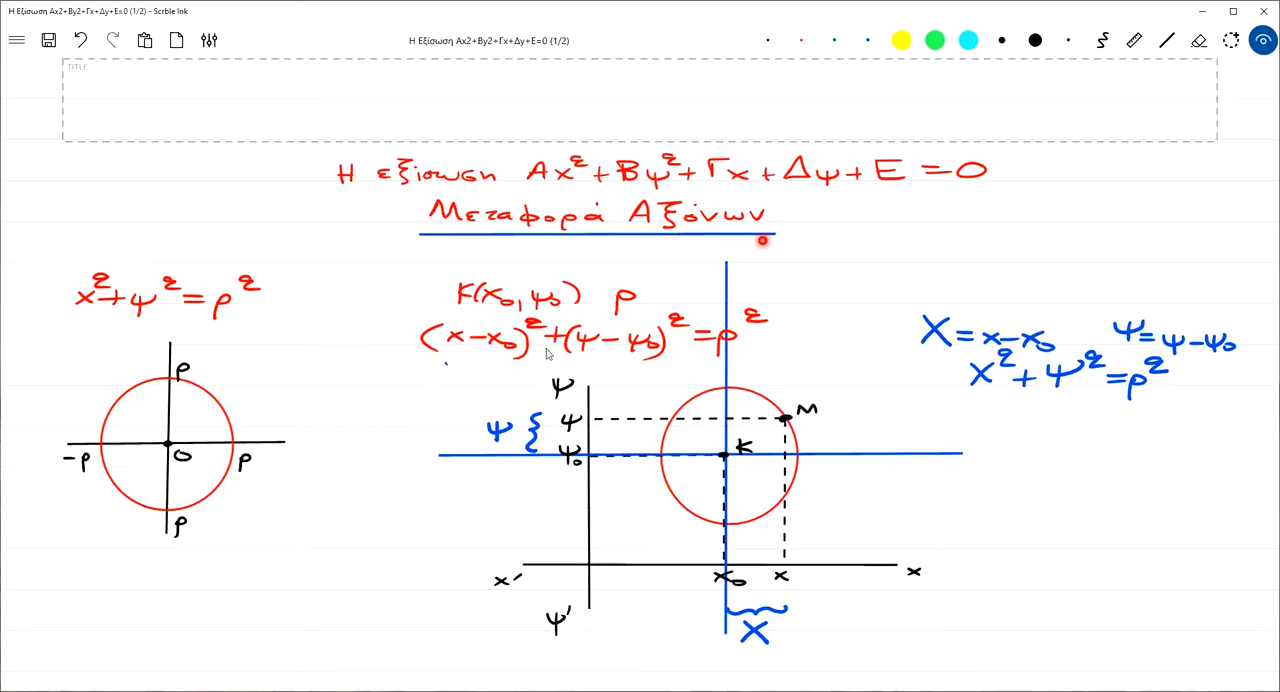 Η Εξίσωση Αx2+Βy2+Γx+Δy+Ε=0 (1/2) - Scrble Ink
Η Εξίσωση Αx2+Βy2+Γx+Δy+Ε=0 (1/2)
TITLE
Η εξίσωση Αx²+Βψ²+Γx+Δψ+Ε=0
Μεταφορά Αξόνων
x²+ψ²=ρ²
Κ(x₀,ψ₀) ρ
(x-x₀)²+(ψ-ψ₀)²=ρ²
Χ=x-x₀ Ψ=ψ-ψ₀
Χ²+Ψ²=ρ²
ρ
-ρ
Ο
ρ
ρ
ψ
ψ
Ψ {
ψ₀
Μ
Κ
x′
x₀
x
x
ψ′
Χ